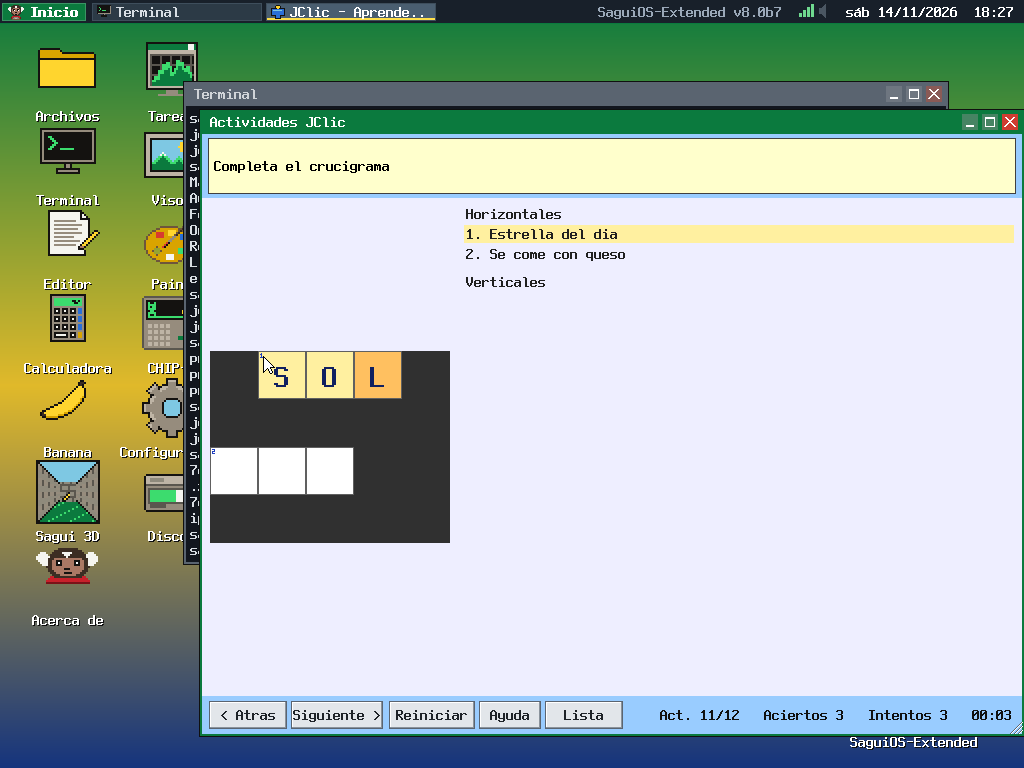 Inicio
Terminal
JClic - Aprende..
SaguiOS-Extended v8.0b7
sáb 14/11/2026
18:27
Archivos
Terminal
Editor
Calculadora
CHIP
Banana
Sagui 3D
Acerca de
Terminal
Actividades JClic
Completa el crucigrama
Horizontales
1. Estrella del dia
2. Se come con queso
Verticales
S O L
2
< Atras
Siguiente >
Reiniciar
Ayuda
Lista
Act. 11/12
Aciertos 3
Intentos 3
00:03
SaguiOS-Extended